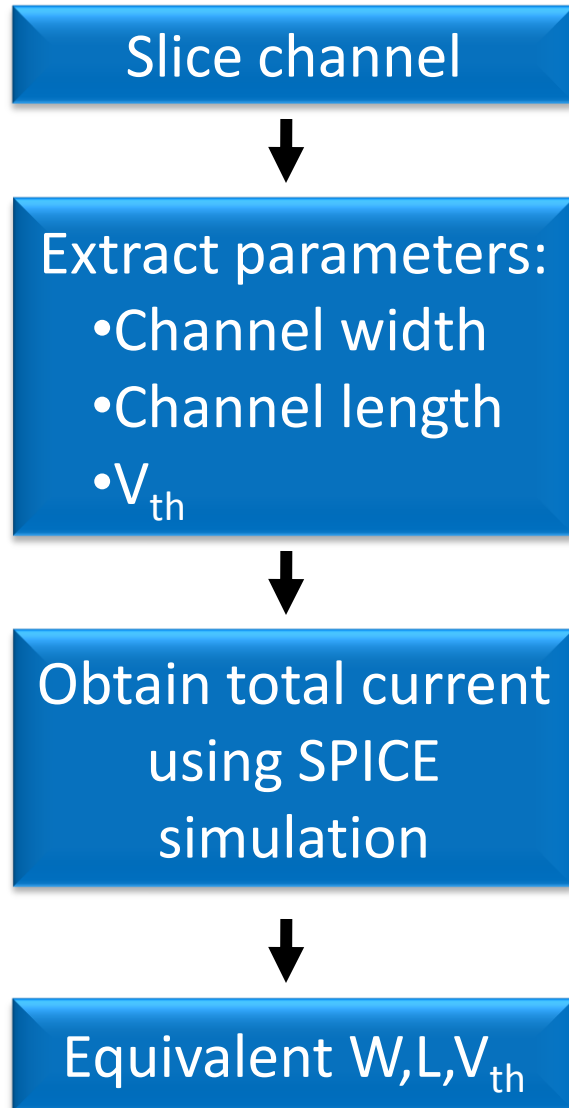 Slice channel
Extract parameters:
•Channel width
•Channel length
•Vth
Obtain total current
using SPICE
simulation
Equivalent W,L,Vth